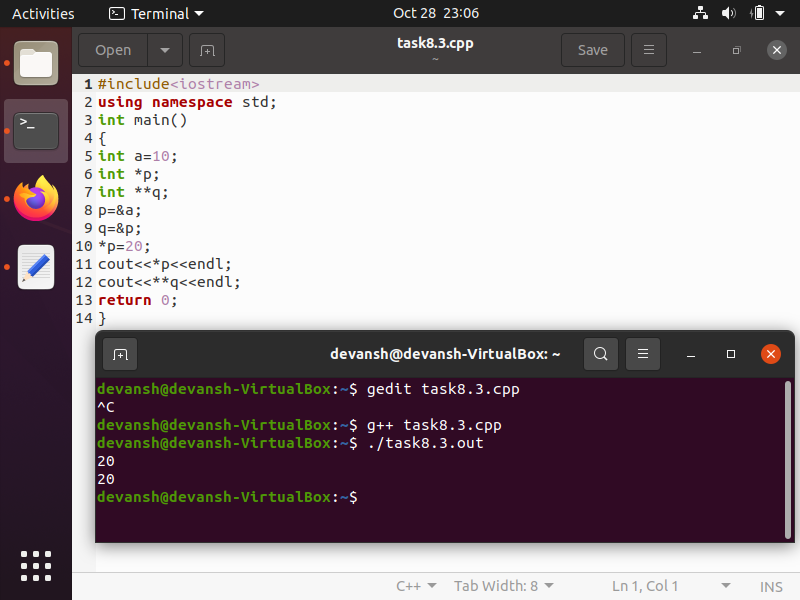 Activities
Terminal
Oct 28 23:06
Open
task8.3.cpp
~
Save
1 #include<iostream>
2 using namespace std;
3 int main()
4 {
5 int a=10;
6 int *p;
7 int **q;
8 p=&a;
9 q=&p;
10 *p=20;
11 cout<<*p<<endl;
12 cout<<**q<<endl;
13 return 0;
14 }
devansh@devansh-VirtualBox: ~
devansh@devansh-VirtualBox:~$ gedit task8.3.cpp
^C
devansh@devansh-VirtualBox:~$ g++ task8.3.cpp
devansh@devansh-VirtualBox:~$ ./task8.3.out
20
20
devansh@devansh-VirtualBox:~$
C++ Tab Width: 8 Ln 1, Col 1 INS